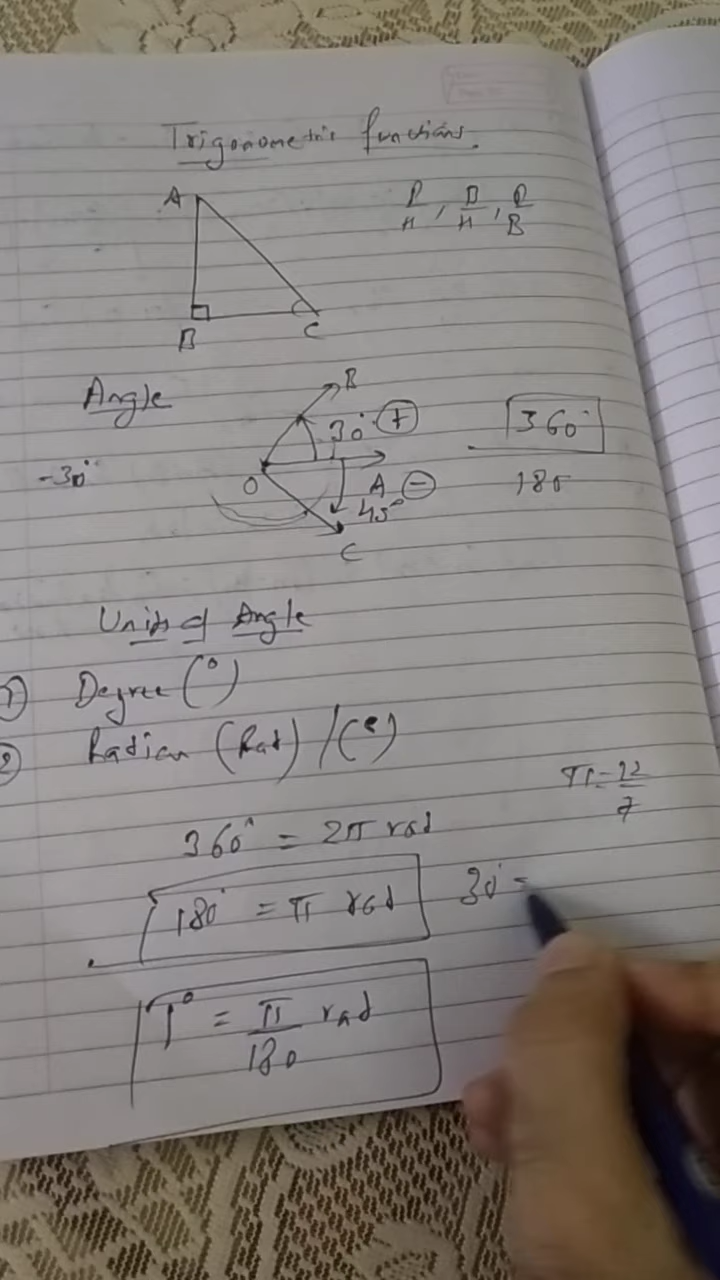 Trigonometric functions.
A
P/H, B/H, P/B
B C
Angle
B
30° +
360°
-30°
O A −
180
45°
C
Units of Angle
1 Degree (°)
2 Radian (Rad) / (c)
π = 22/7
360° = 2π rad
180° = π rad 30° =
1° = π/180 rad